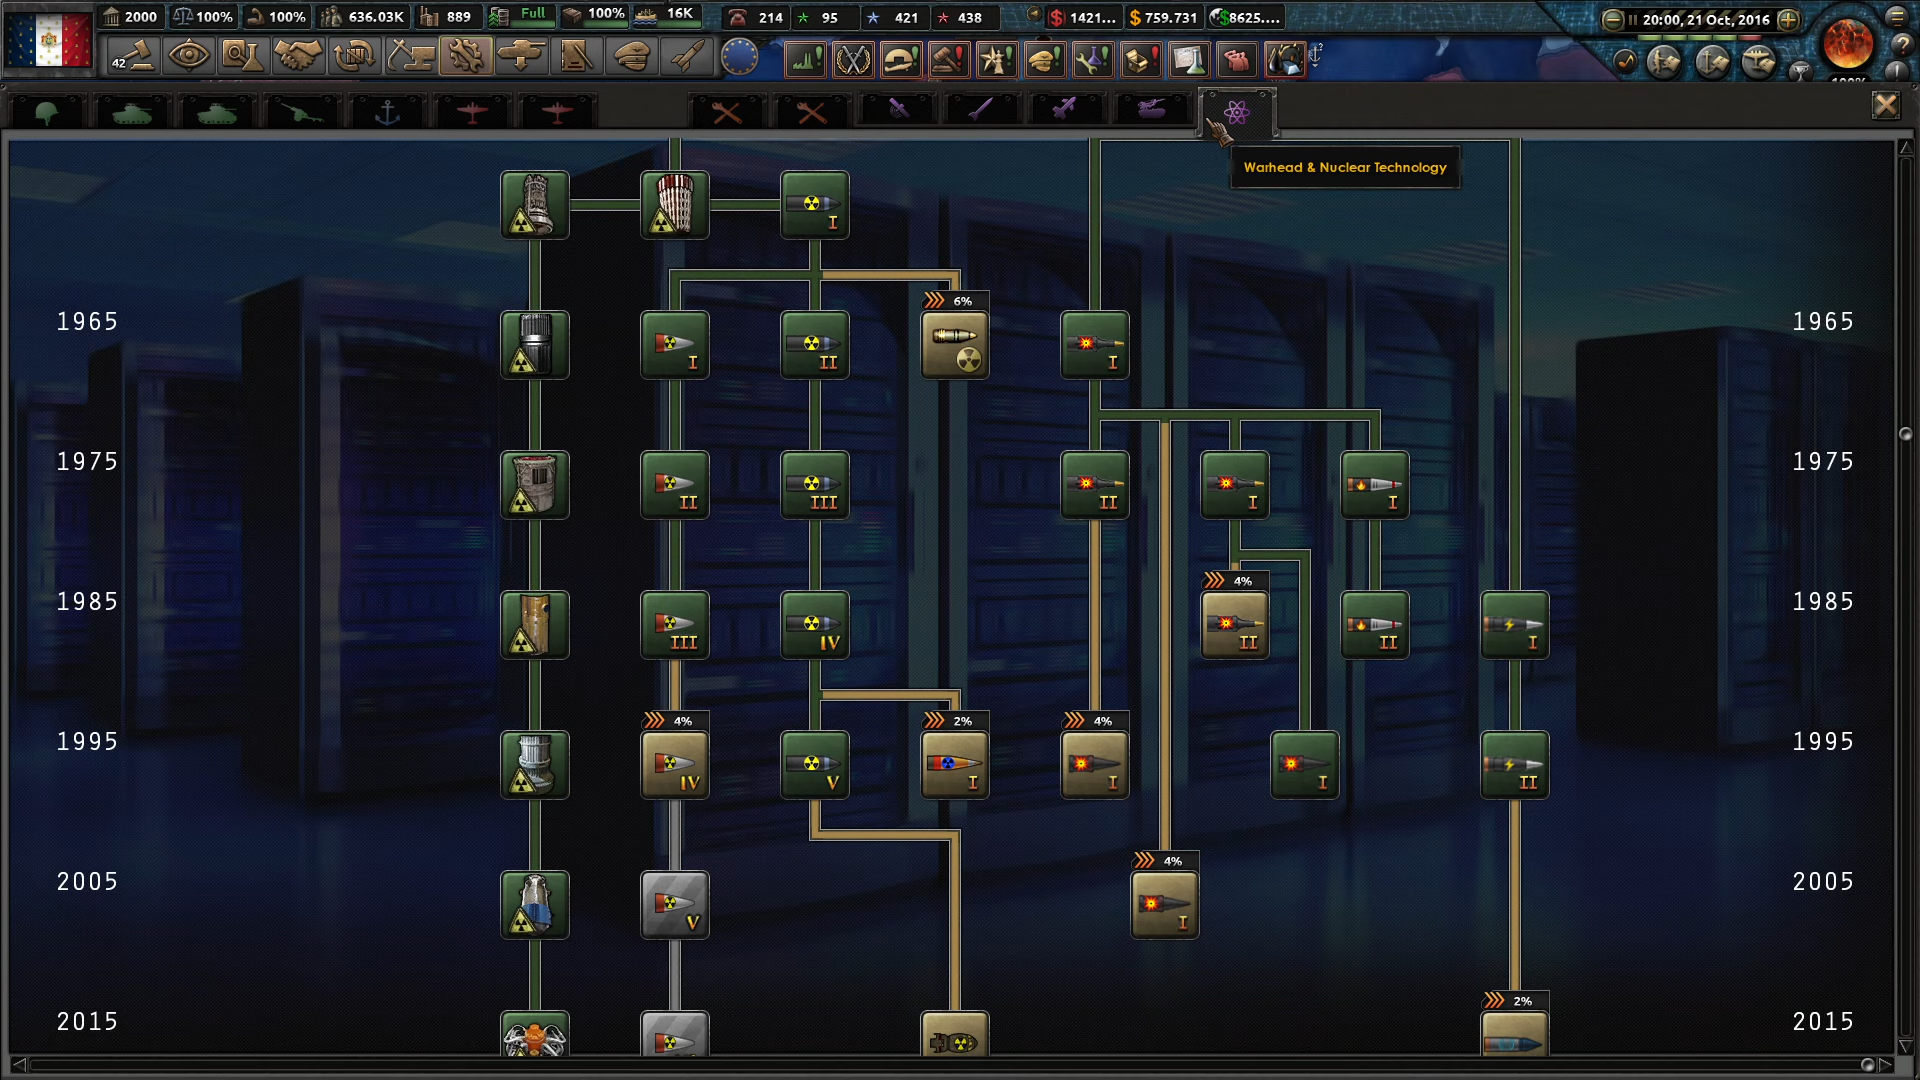 2000 100% 100% 636.03K 889 Full 100% 16K 214 95 421 438 1421... 759.731 8625.... 20:00, 21 Oct, 2016
42
100%
Warhead & Nuclear Technology
I
6%
1965 I II I 1965
1975 II III II I I 1975
4%
1985 III IV II II I 1985
4% 2% 4%
1995 IV V I I I II 1995
4%
2005 V I 2005
2%
2015 2015